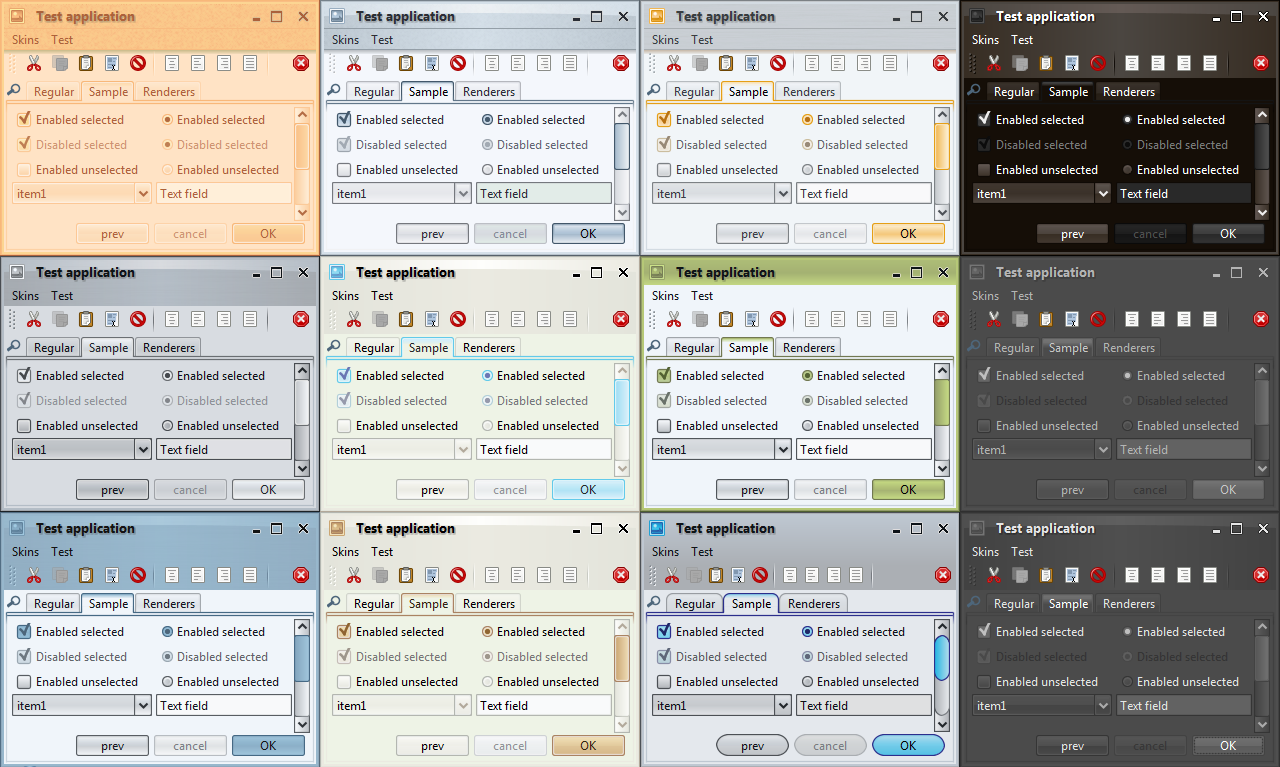 Test application
Skins Test
Regular Sample Renderers
Enabled selected Enabled selected
Disabled selected Disabled selected
Enabled unselected Enabled unselected
item1 Text field
prev cancel OK
Test application
Skins Test
Regular Sample Renderers
Enabled selected Enabled selected
Disabled selected Disabled selected
Enabled unselected Enabled unselected
item1 Text field
prev cancel OK
Test application
Skins Test
Regular Sample Renderers
Enabled selected Enabled selected
Disabled selected Disabled selected
Enabled unselected Enabled unselected
item1 Text field
prev cancel OK
Test application
Skins Test
Regular Sample Renderers
Enabled selected Enabled selected
Disabled selected Disabled selected
Enabled unselected Enabled unselected
item1 Text field
prev cancel OK
Test application
Skins Test
Regular Sample Renderers
Enabled selected Enabled selected
Disabled selected Disabled selected
Enabled unselected Enabled unselected
item1 Text field
prev cancel OK
Test application
Skins Test
Regular Sample Renderers
Enabled selected Enabled selected
Disabled selected Disabled selected
Enabled unselected Enabled unselected
item1 Text field
prev cancel OK
Test application
Skins Test
Regular Sample Renderers
Enabled selected Enabled selected
Disabled selected Disabled selected
Enabled unselected Enabled unselected
item1 Text field
prev cancel OK
Test application
Skins Test
Regular Sample Renderers
Enabled selected Enabled selected
Disabled selected Disabled selected
Enabled unselected Enabled unselected
item1 Text field
prev cancel OK
Test application
Skins Test
Regular Sample Renderers
Enabled selected Enabled selected
Disabled selected Disabled selected
Enabled unselected Enabled unselected
item1 Text field
prev cancel OK
Test application
Skins Test
Regular Sample Renderers
Enabled selected Enabled selected
Disabled selected Disabled selected
Enabled unselected Enabled unselected
item1 Text field
prev cancel OK
Test application
Skins Test
Regular Sample Renderers
Enabled selected Enabled selected
Disabled selected Disabled selected
Enabled unselected Enabled unselected
item1 Text field
prev cancel OK
Test application
Skins Test
Regular Sample Renderers
Enabled selected Enabled selected
Disabled selected Disabled selected
Enabled unselected Enabled unselected
item1 Text field
prev cancel OK